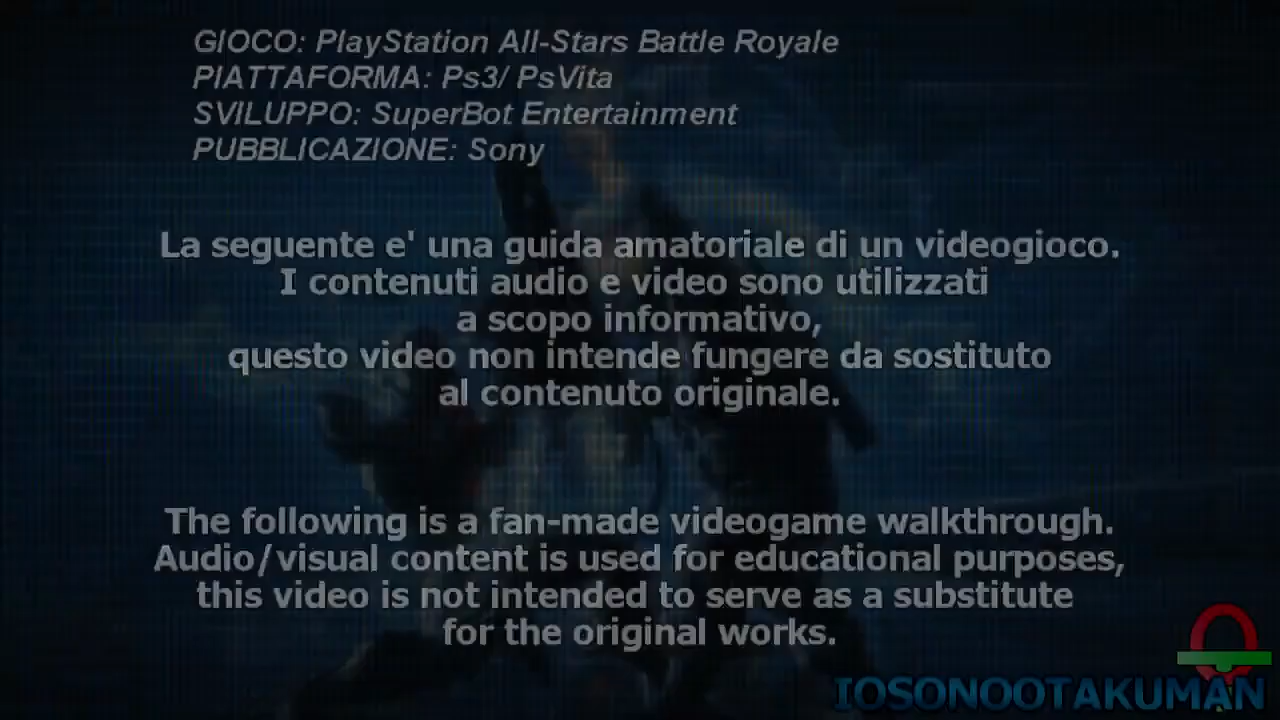 GIOCO: PlayStation All-Stars Battle Royale
PIATTAFORMA: Ps3/ PsVita
SVILUPPO: SuperBot Entertainment
PUBBLICAZIONE: Sony
La seguente e' una guida amatoriale di un videogioco.
I contenuti audio e video sono utilizzati
a scopo informativo,
questo video non intende fungere da sostituto
al contenuto originale.
The following is a fan-made videogame walkthrough.
Audio/visual content is used for educational purposes,
this video is not intended to serve as a substitute
for the original works.
IOSONOOTAKUMAN